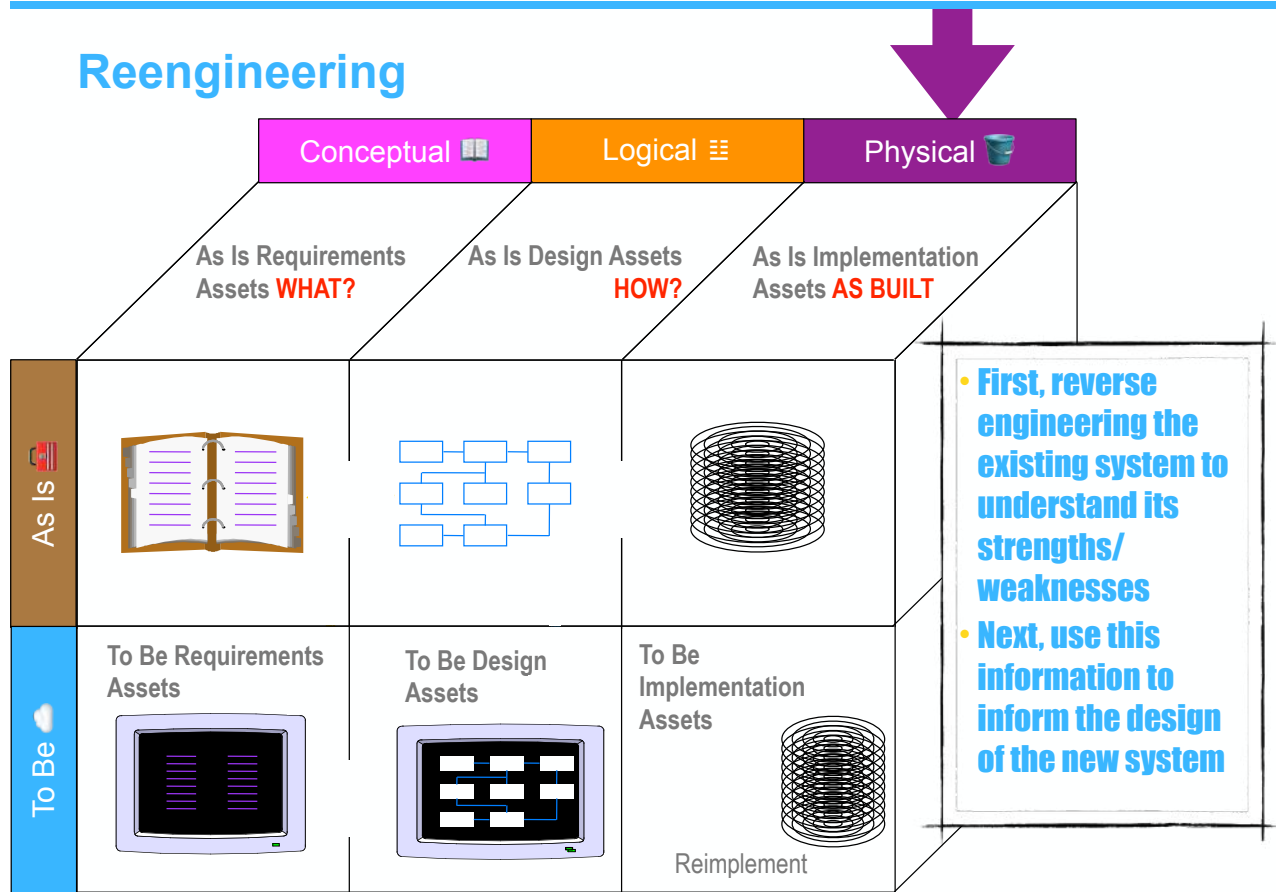 Reengineering
Conceptual 📖
Logical ☷
Physical 🪣
As Is Requirements
Assets WHAT?
As Is Design Assets
HOW?
As Is Implementation
Assets AS BUILT
As Is 🧰
• First, reverse
engineering the
existing system to
understand its
strengths/
weaknesses
• Next, use this
information to
inform the design
of the new system
To Be ☁️
To Be Requirements
Assets
To Be Design
Assets
To Be
Implementation
Assets
Reimplement